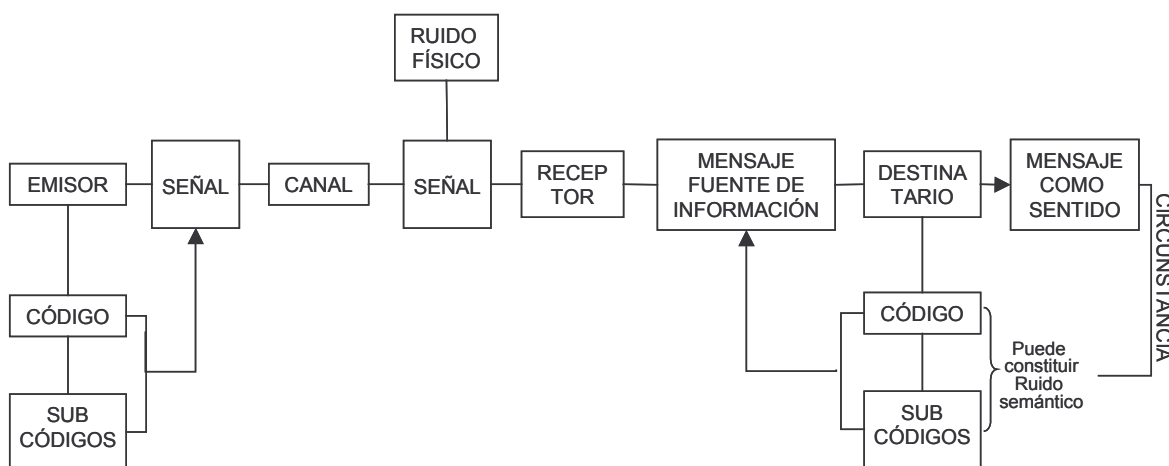 RUIDO
FÍSICO
EMISOR
SEÑAL
CANAL
SEÑAL
RECEP
TOR
MENSAJE
FUENTE DE
INFORMACIÓN
DESTINA
TARIO
MENSAJE
COMO
SENTIDO
CIRCUNSTANCIA
CÓDIGO
SUB
CÓDIGOS
CÓDIGO
SUB
CÓDIGOS
Puede
constituir
Ruido
semántico